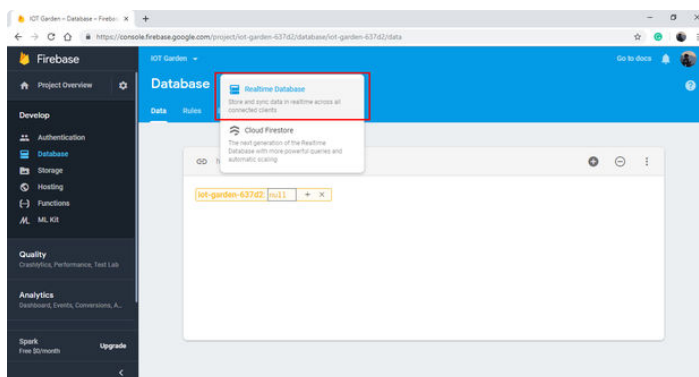 IOT Garden – Database – Fireba
https://console.firebase.google.com/project/iot-garden-637d2/database/iot-garden-637d2/data
Firebase
IOT Garden
Go to docs
Project Overview
Database
Realtime Database
Store and sync data in realtime across all
connected clients
Develop
Data
Rules
Cloud Firestore
The next generation of the Realtime
Database with more powerful queries and
automatic scaling
Authentication
Database
Storage
Hosting
Functions
ML Kit
iot-garden-637d2: null
Quality
Crashlytics, Performance, Test Lab
Analytics
Dashboard, Events, Conversions, A...
Spark
Free $0/month
Upgrade